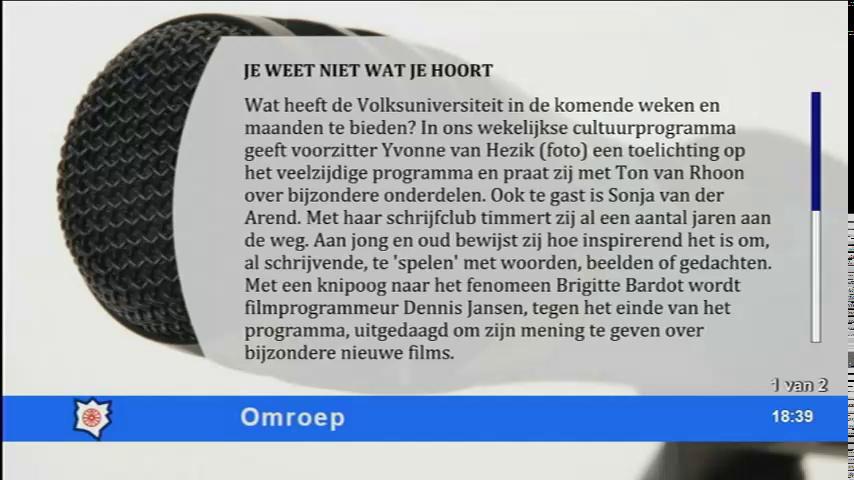 JE WEET NIET WAT JE HOORT
Wat heeft de Volksuniversiteit in de komende weken en
maanden te bieden? In ons wekelijkse cultuurprogramma
geeft voorzitter Yvonne van Hezik (foto) een toelichting op
het veelzijdige programma en praat zij met Ton van Rhoon
over bijzondere onderdelen. Ook te gast is Sonja van der
Arend. Met haar schrijfclub timmert zij al een aantal jaren aan
de weg. Aan jong en oud bewijst zij hoe inspirerend het is om,
al schrijvende, te 'spelen' met woorden, beelden of gedachten.
Met een knipoog naar het fenomeen Brigitte Bardot wordt
filmprogrammeur Dennis Jansen, tegen het einde van het
programma, uitgedaagd om zijn mening te geven over
bijzondere nieuwe films.
1 van 2
Omroep
18:39